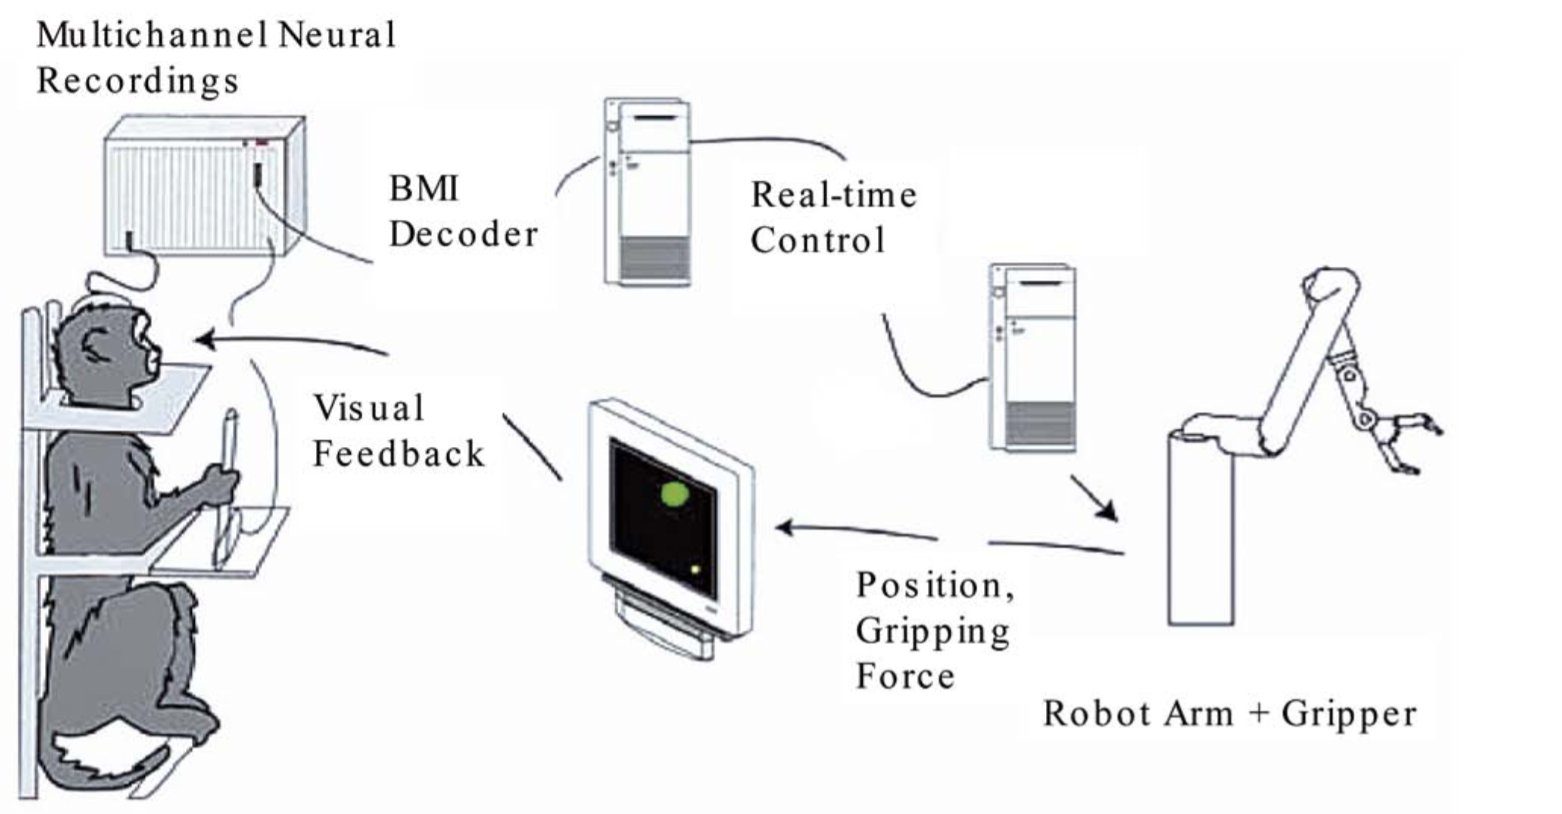 Multichannel Neural
Recordings
BMI
Decoder
Real-time
Control
Visual
Feedback
Position,
Gripping
Force
Robot Arm + Gripper